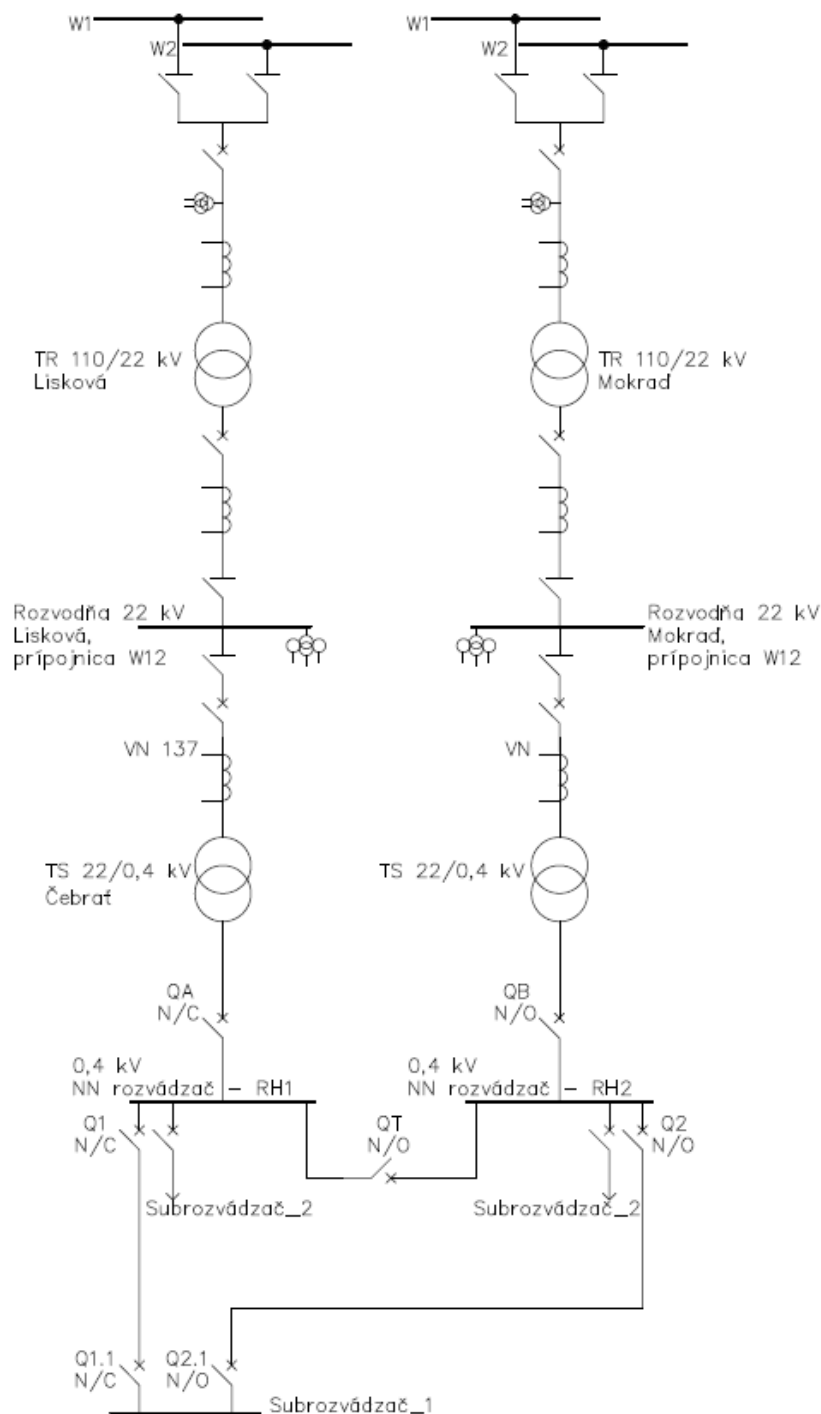 W1
W2
W1
W2
TR 110/22 kV
Lisková
TR 110/22 kV
Mokraď
Rozvodňa 22 kV
Lisková,
prípojnica W12
Rozvodňa 22 kV
Mokraď,
prípojnica W12
VN 137
VN
TS 22/0,4 kV
Čebrať
TS 22/0,4 kV
QA
N/C
QB
N/O
0,4 kV
NN rozvádzač – RH1
0,4 kV
NN rozvádzač – RH2
Q1
N/C
QT
N/O
Q2
N/O
Subrozvádzač_2
Subrozvádzač_2
Q1.1
N/C
Q2.1
N/O
Subrozvádzač_1